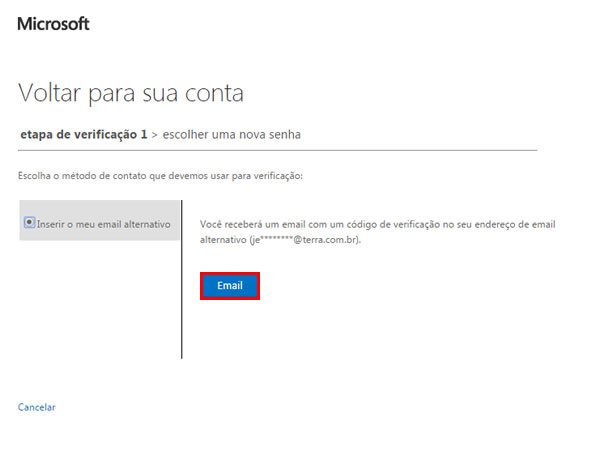 Microsoft
Voltar para sua conta
etapa de verificação 1 > escolher uma nova senha
Escolha o método de contato que devemos usar para verificação:
Inserir o meu email alternativo
Você receberá um email com um código de verificação no seu endereço de email
alternativo (je********@terra.com.br).
Email
Cancelar